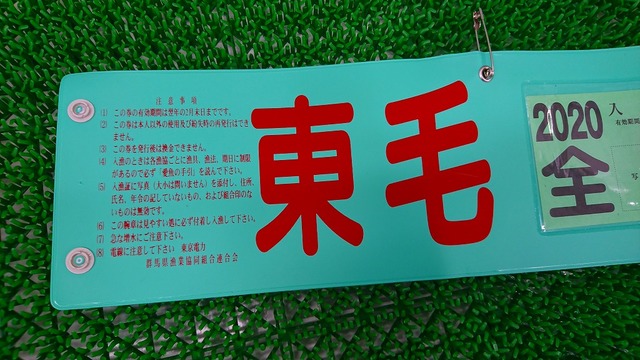 注意事項
(1) この券の有効期間は翌年の2月末日までです。
(2) この券は本人以外の使用及び紛失時の再発行はでき
ません。
(3) この券を発行後は換金できません。
(4) 入漁のときは各漁協ごとに漁具、漁法、期日に制限
があるので必ず「愛魚の手引」を読んで下さい。
(5) 入漁証に写真（大小は問いません）を添付し、住所、
氏名、年令の記していないもの、および総合印のな
いものは無効です。
(6) この腕章は見やすい処に必ず付着し入漁して下さい。
(7) 急な増水にご注意下さい。
(8) 電線に注意して下さい 東京電力
群馬県漁業協同組合連合会
東毛
2020
全
入
有効期間
写